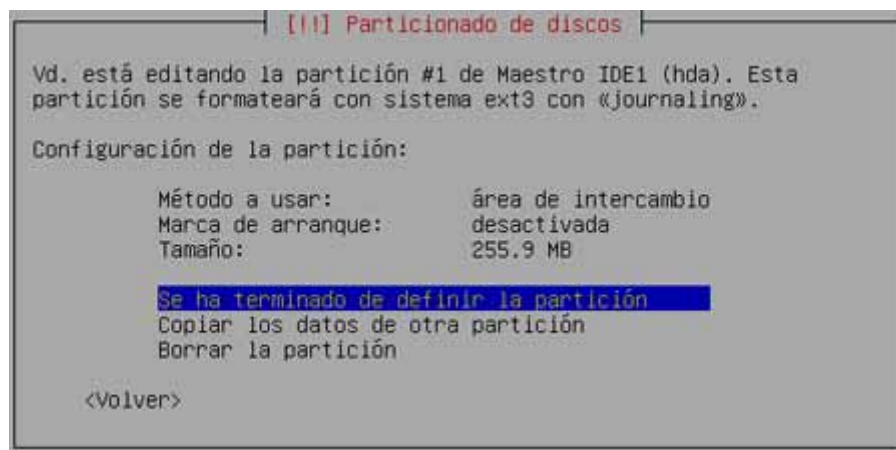 [!!] Particionado de discos
Vd. está editando la partición #1 de Maestro IDE1 (hda). Esta
partición se formateará con sistema ext3 con «journaling».
Configuración de la partición:
Método a usar: área de intercambio
Marca de arranque: desactivada
Tamaño: 255.9 MB
Se ha terminado de definir la partición
Copiar los datos de otra partición
Borrar la partición
<Volver>